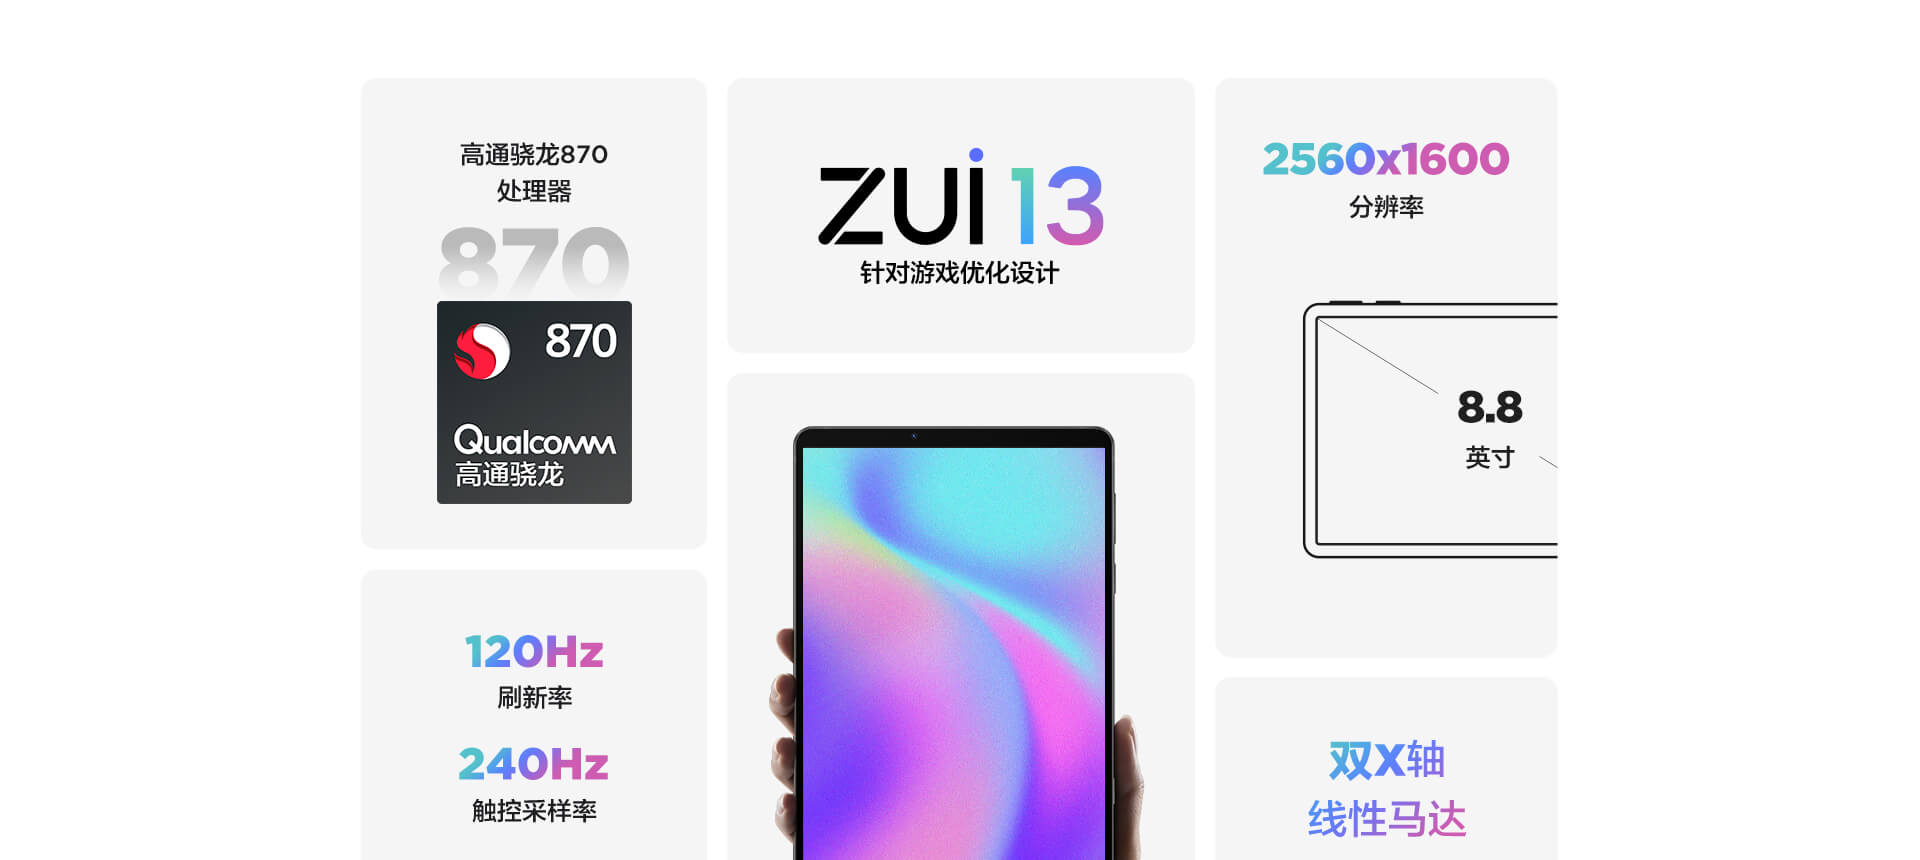 高通骁龙870
处理器
870
870
Qualcomm
高通骁龙
120Hz
刷新率
240Hz
触控采样率
ZUI 13
针对游戏优化设计
2560x1600
分辨率
8.8
英寸
双X轴
线性马达